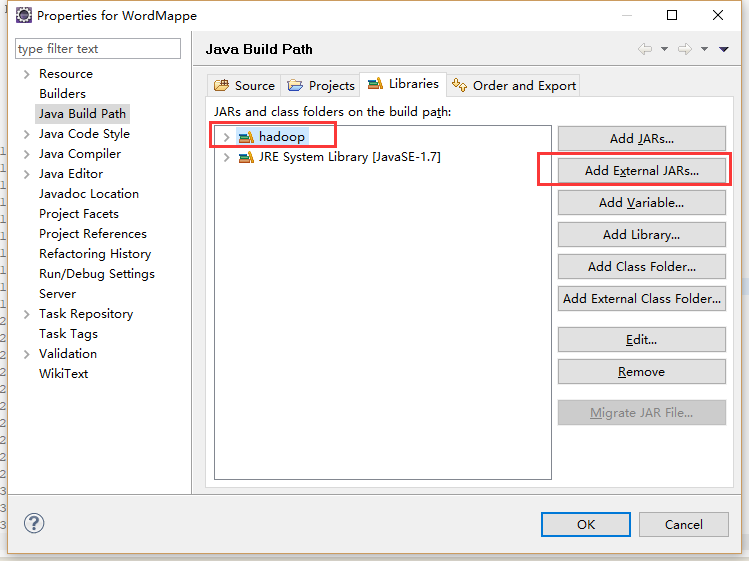 Properties for WordMappe
type filter text
Java Build Path
Resource
Builders
Java Build Path
Java Code Style
Java Compiler
Java Editor
Javadoc Location
Project Facets
Project References
Refactoring History
Run/Debug Settings
Server
Task Repository
Task Tags
Validation
WikiText
Source
Projects
Libraries
Order and Export
JARs and class folders on the build path:
hadoop
JRE System Library [JavaSE-1.7]
Add JARs...
Add External JARs...
Add Variable...
Add Library...
Add Class Folder...
Add External Class Folder...
Edit...
Remove
Migrate JAR File...
?
OK
Cancel